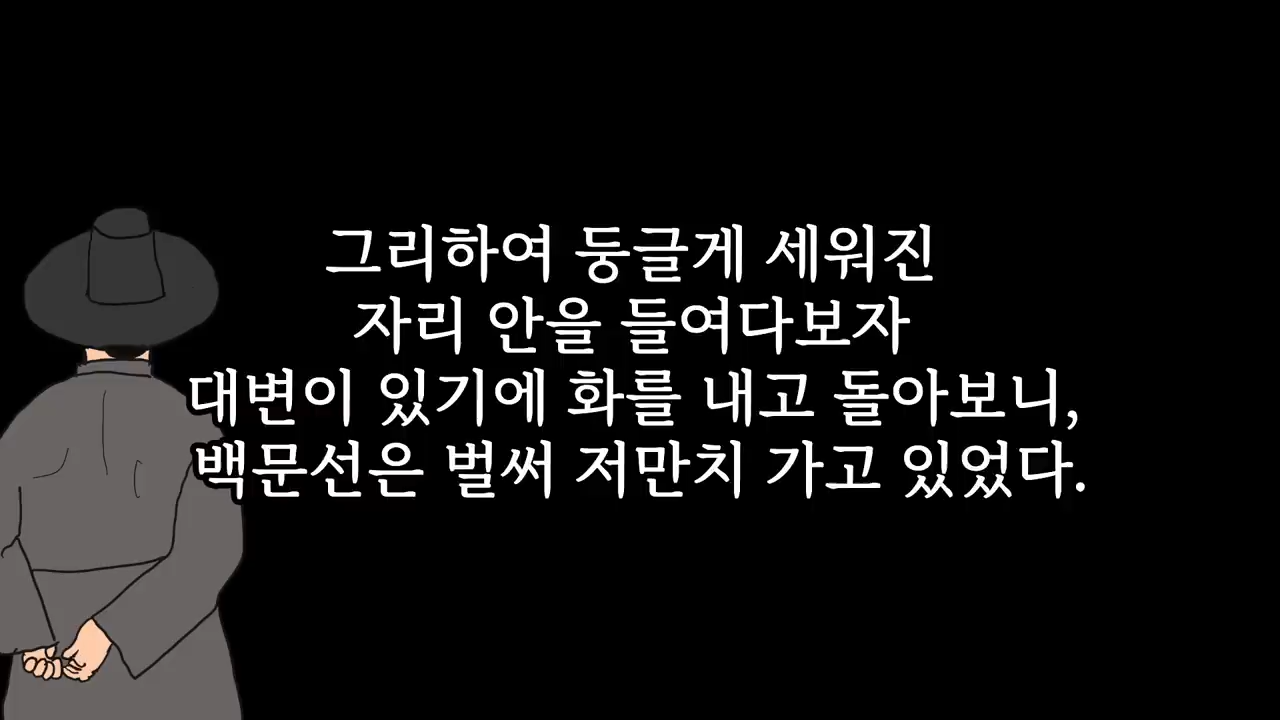 그리하여 둥글게 세워진
자리 안을 들여다보자
대변이 있기에 화를 내고 돌아보니,
백문선은 벌써 저만치 가고 있었다.